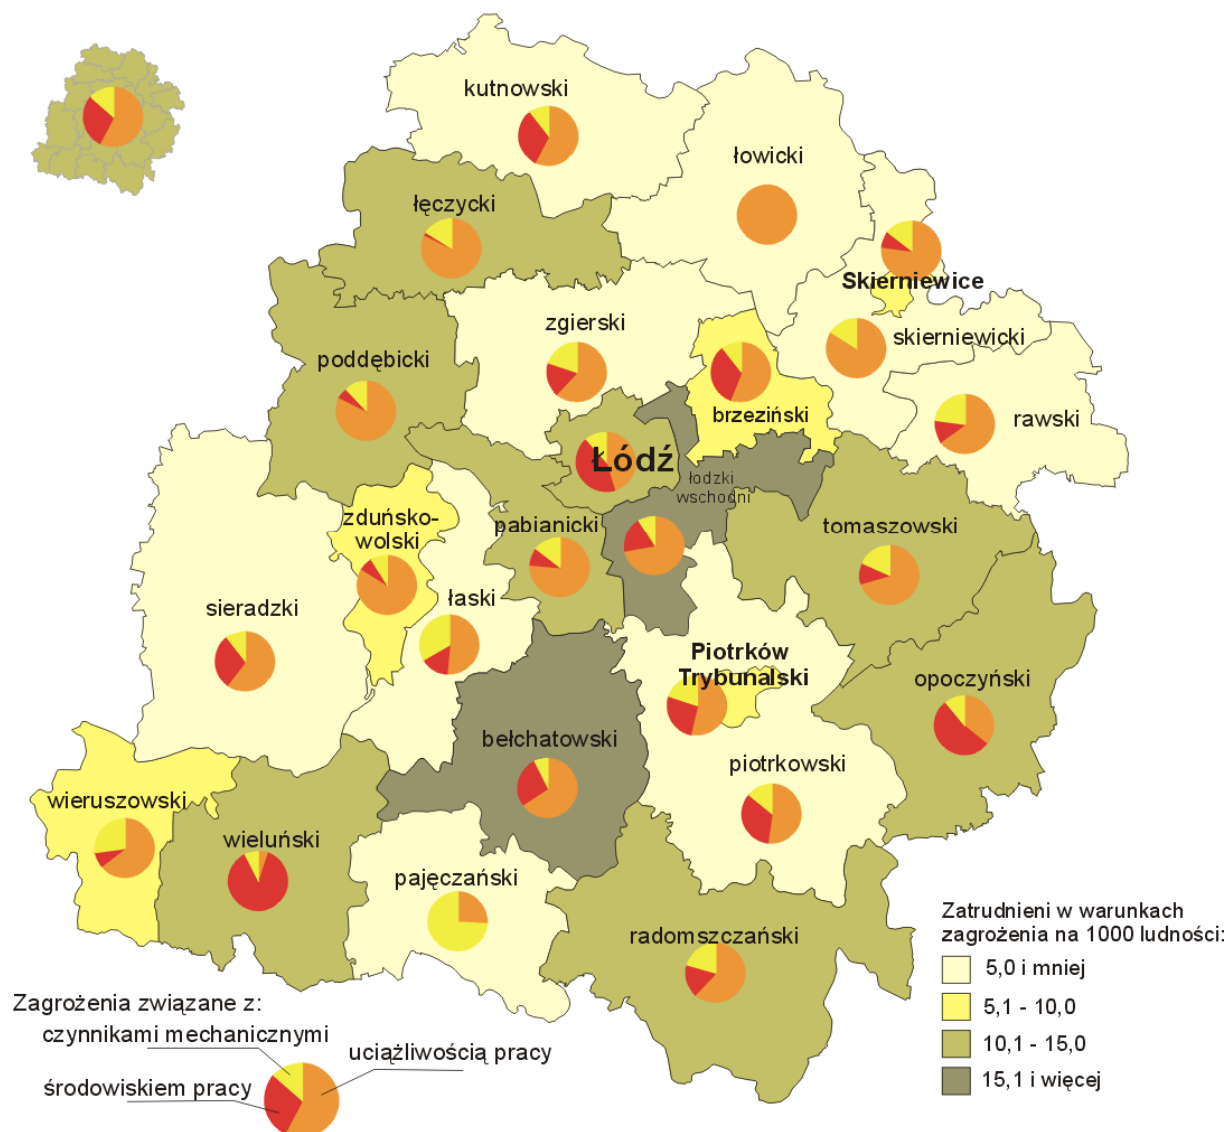 kutnowski
łowicki
łęczycki
Skierniewice
zgierski
skierniewicki
poddębicki
brzeziński
rawski
Łódź
łodzki
wschodni
zduńsko-
wolski
pabianicki
tomaszowski
sieradzki
łaski
Piotrków
Trybunalski
opoczyński
bełchatowski
piotrkowski
wieruszowski
wieluński
pajęczański
radomszczański
Zatrudnieni w warunkach
zagrożenia na 1000 ludności:
5,0 i mniej
5,1 - 10,0
10,1 - 15,0
15,1 i więcej
Zagrożenia związane z:
czynnikami mechanicznymi
uciążliwością pracy
środowiskiem pracy